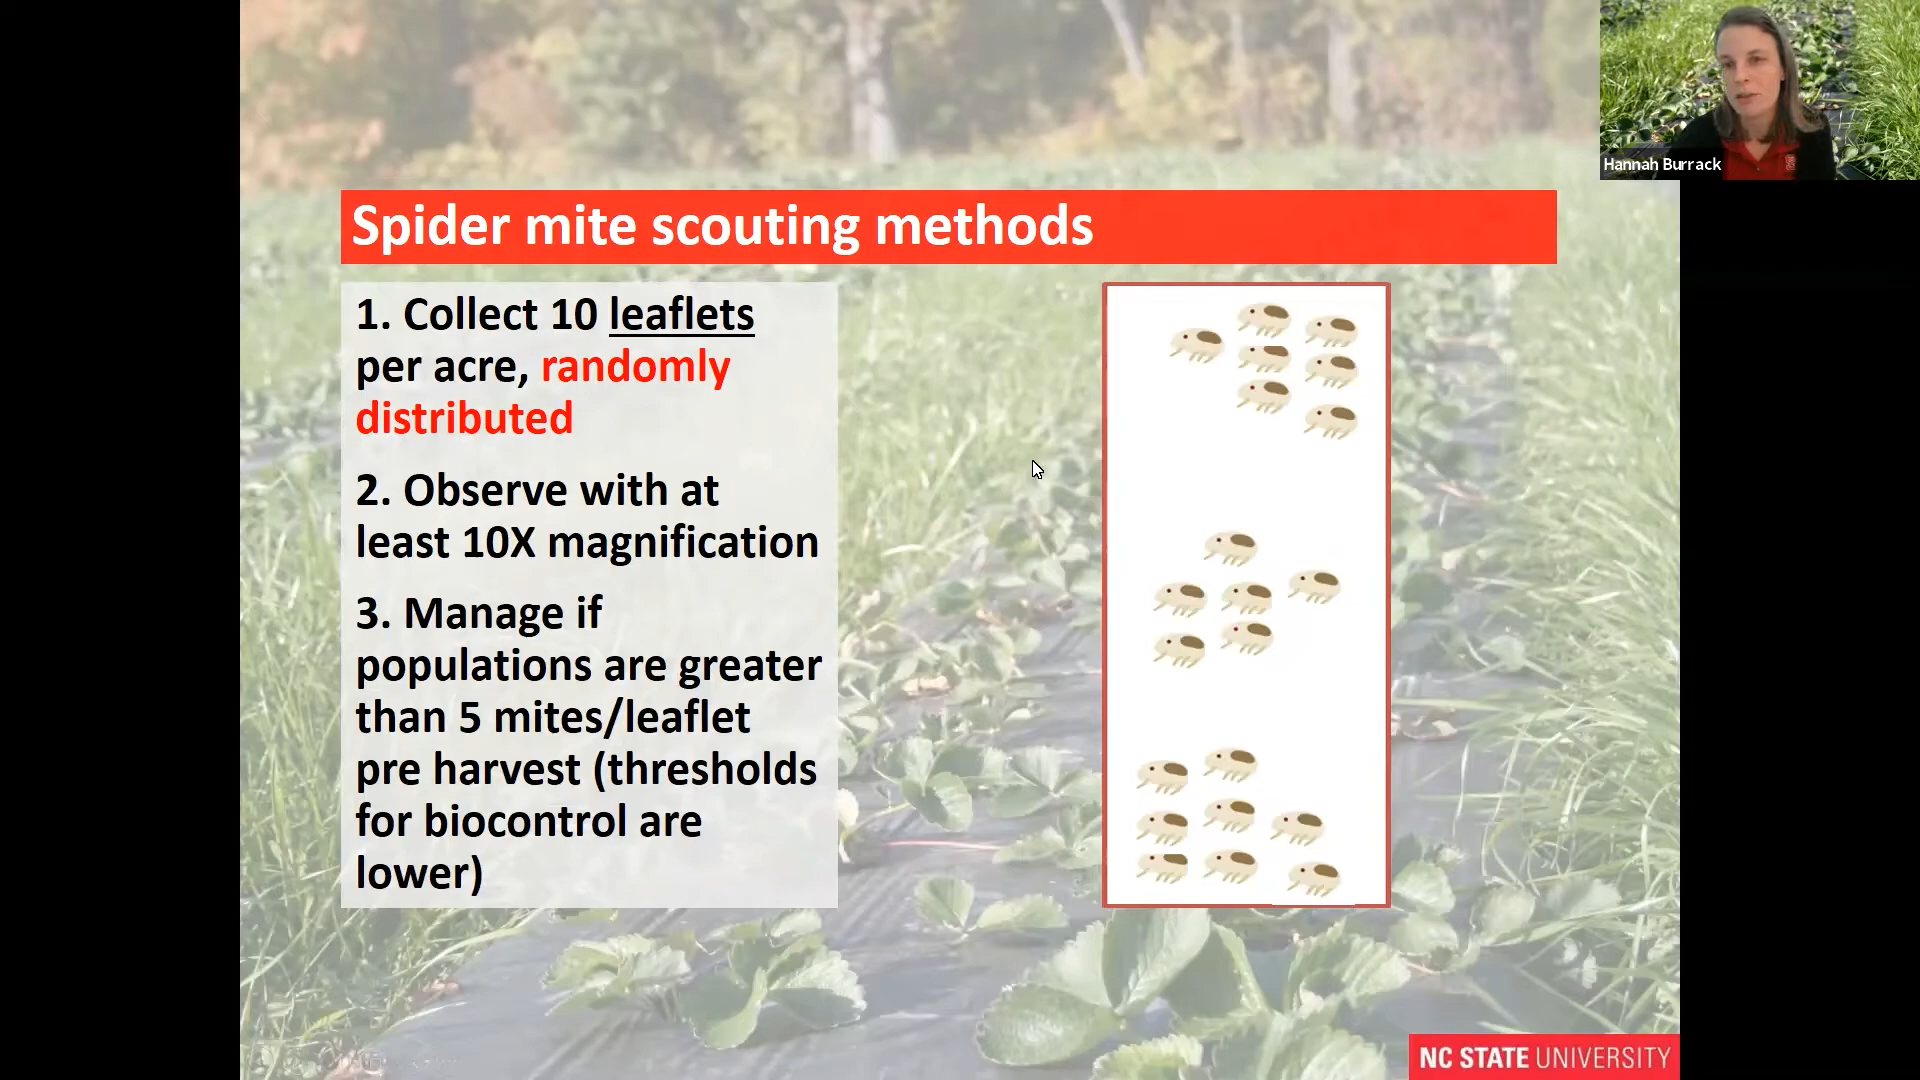 Hannah Burrack
Spider mite scouting methods
1. Collect 10 leaflets
per acre, randomly
distributed
2. Observe with at
least 10X magnification
3. Manage if
populations are greater
than 5 mites/leaflet
pre harvest (thresholds
for biocontrol are
lower)
NC STATE UNIVERSITY